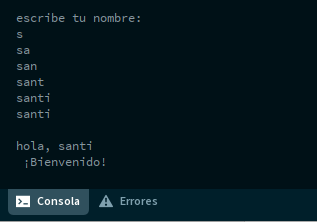 escribe tu nombre:
s
sa
san
sant
santi
santi
hola, santi
¡Bienvenido!
Consola
Errores